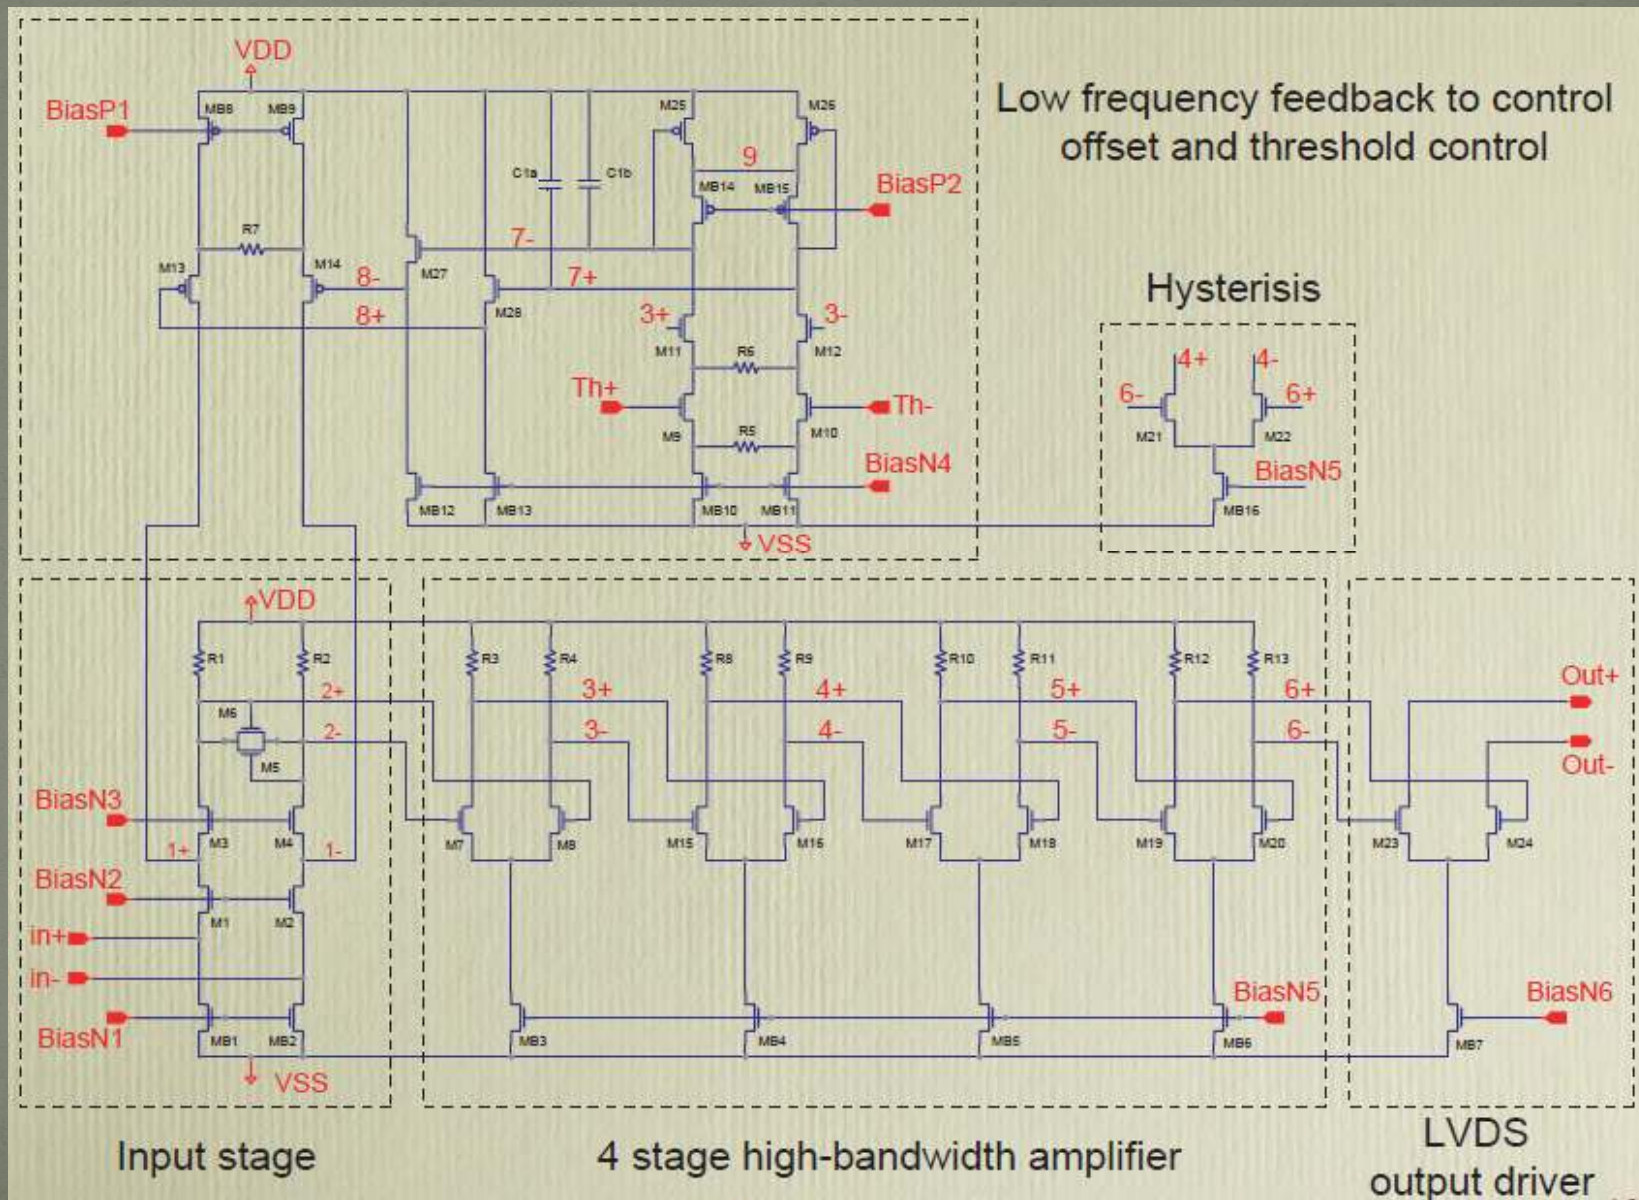 VDD
BiasP1
MB8
MB9
M25
M26
Low frequency feedback to control
offset and threshold control
9
C1a
C1b
MB14
MB15
BiasP2
R7
7-
M13
M14
M27
8-
7+
Hysterisis
8+
M28
3+
3-
M11
R6
M12
4+
4-
Th+
Th-
6-
6+
M9
R5
M10
M21
M22
BiasN4
BiasN5
MB12
MB13
MB10
MB11
MB16
VSS
VDD
R1
R2
R3
R4
R8
R9
R10
R11
R12
R13
2+
3+
4+
5+
6+
Out+
M6
2-
3-
4-
5-
6-
M5
Out-
BiasN3
M3
M4
M7
M8
M15
M16
M17
M18
M19
M20
M23
M24
1+
1-
BiasN2
M1
M2
in+
in-
BiasN5
BiasN6
BiasN1
MB1
MB2
MB3
MB4
MB5
MB6
MB7
VSS
Input stage
4 stage high-bandwidth amplifier
LVDS
output driver